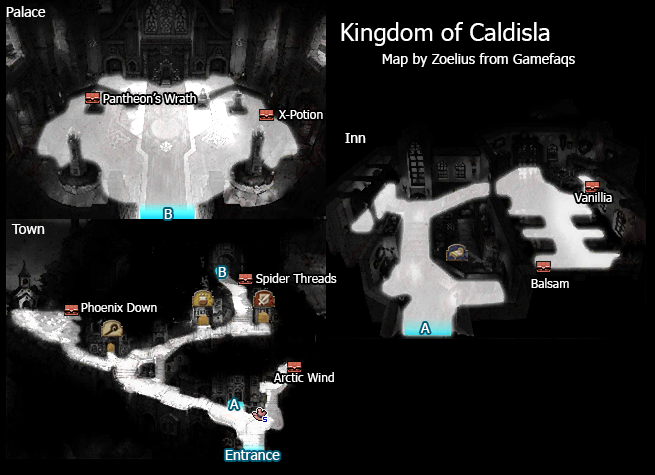 Palace
Kingdom of Caldisla
Map by Zoelius from Gamefaqs
Pantheon's Wrath
X-Potion
Inn
Vanillia
B
Town
B
Spider Threads
Balsam
Phoenix Down
A
Arctic Wind
A
S
Entrance